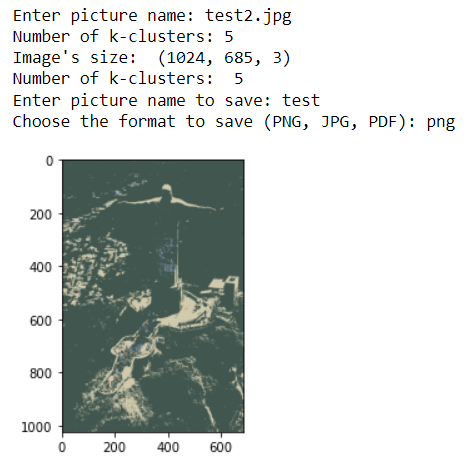 Enter picture name: test2.jpg
Number of k-clusters: 5
Image's size:  (1024, 685, 3)
Number of k-clusters:  5
Enter picture name to save: test
Choose the format to save (PNG, JPG, PDF): png
0
200
400
600
800
1000
0 200 400 600